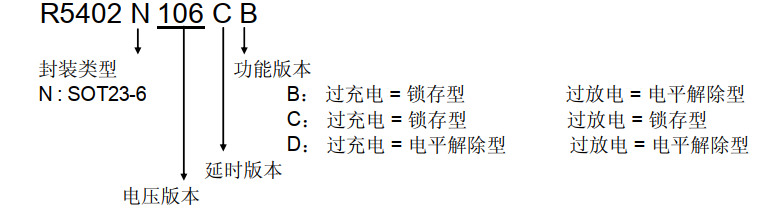 R5402 N 106 C B
封装类型 功能版本
N : SOT23-6 B： 过充电 = 锁存型 过放电 = 电平解除型
C： 过充电 = 锁存型 过放电 = 锁存型
D： 过充电 = 电平解除型 过放电 = 电平解除型
延时版本
电压版本